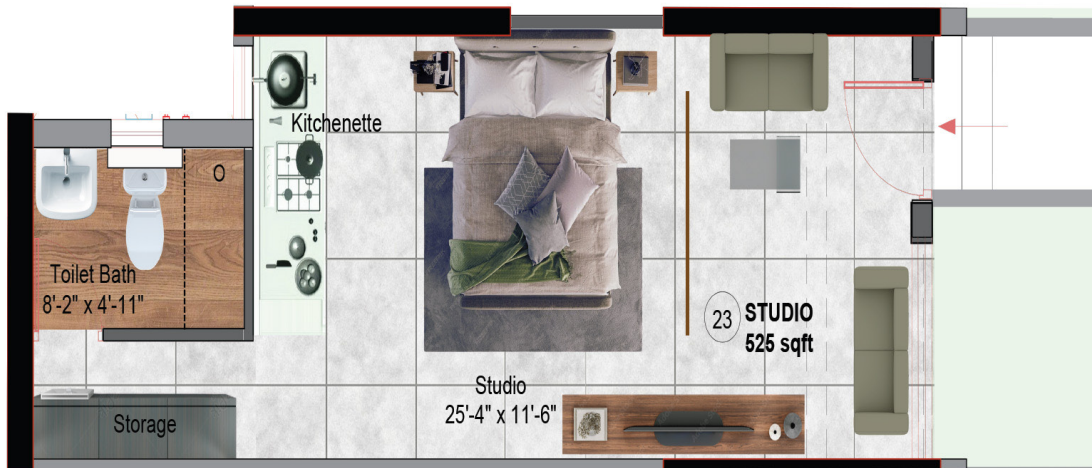 Kitchenette
Toilet Bath
8'-2" x 4'-11"
23
STUDIO
525 sqft
Studio
25'-4" x 11'-6"
Storage